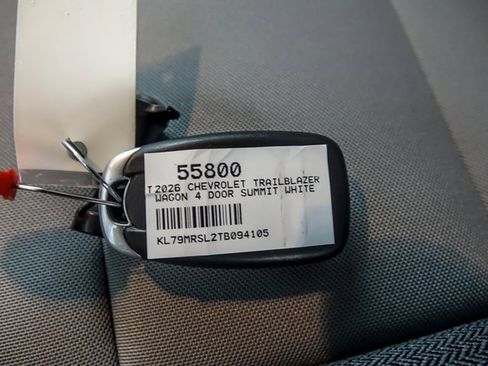 55800
T2026 CHEVROLET TRAILBLAZER
WAGON 4 DOOR SUMMIT WHITE
KL79MRSL2TB094105